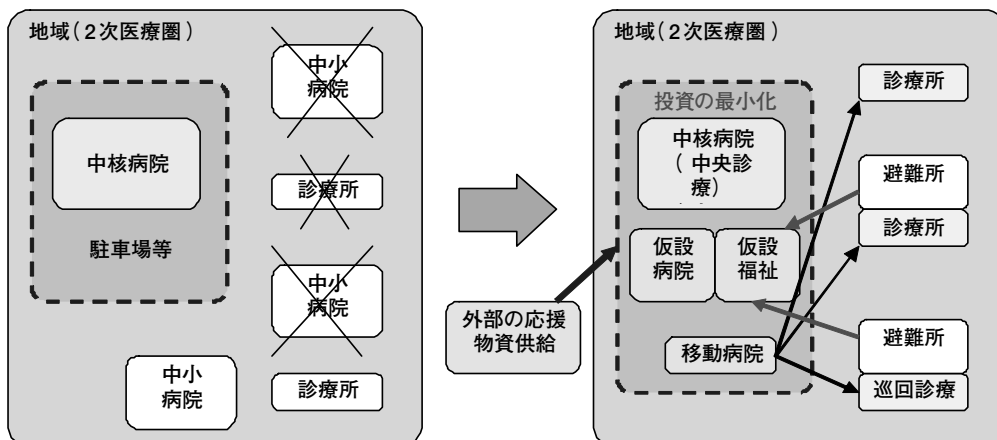 地域（２次医療圏）
中小
病院
中核病院
診療所
駐車場等
中小
病院
中小
病院
診療所
外部の応援
物資供給
地域（２次医療圏）
投資の最小化
中核病院
（ 中央診
療）
仮設
病院
仮設
福祉
移動病院
診療所
避難所
診療所
避難所
巡回診療